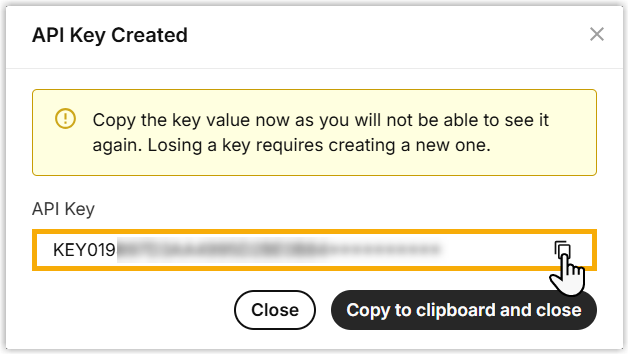 API Key Created
Copy the key value now as you will not be able to see it
again. Losing a key requires creating a new one.
API Key
KEY019
Close
Copy to clipboard and close